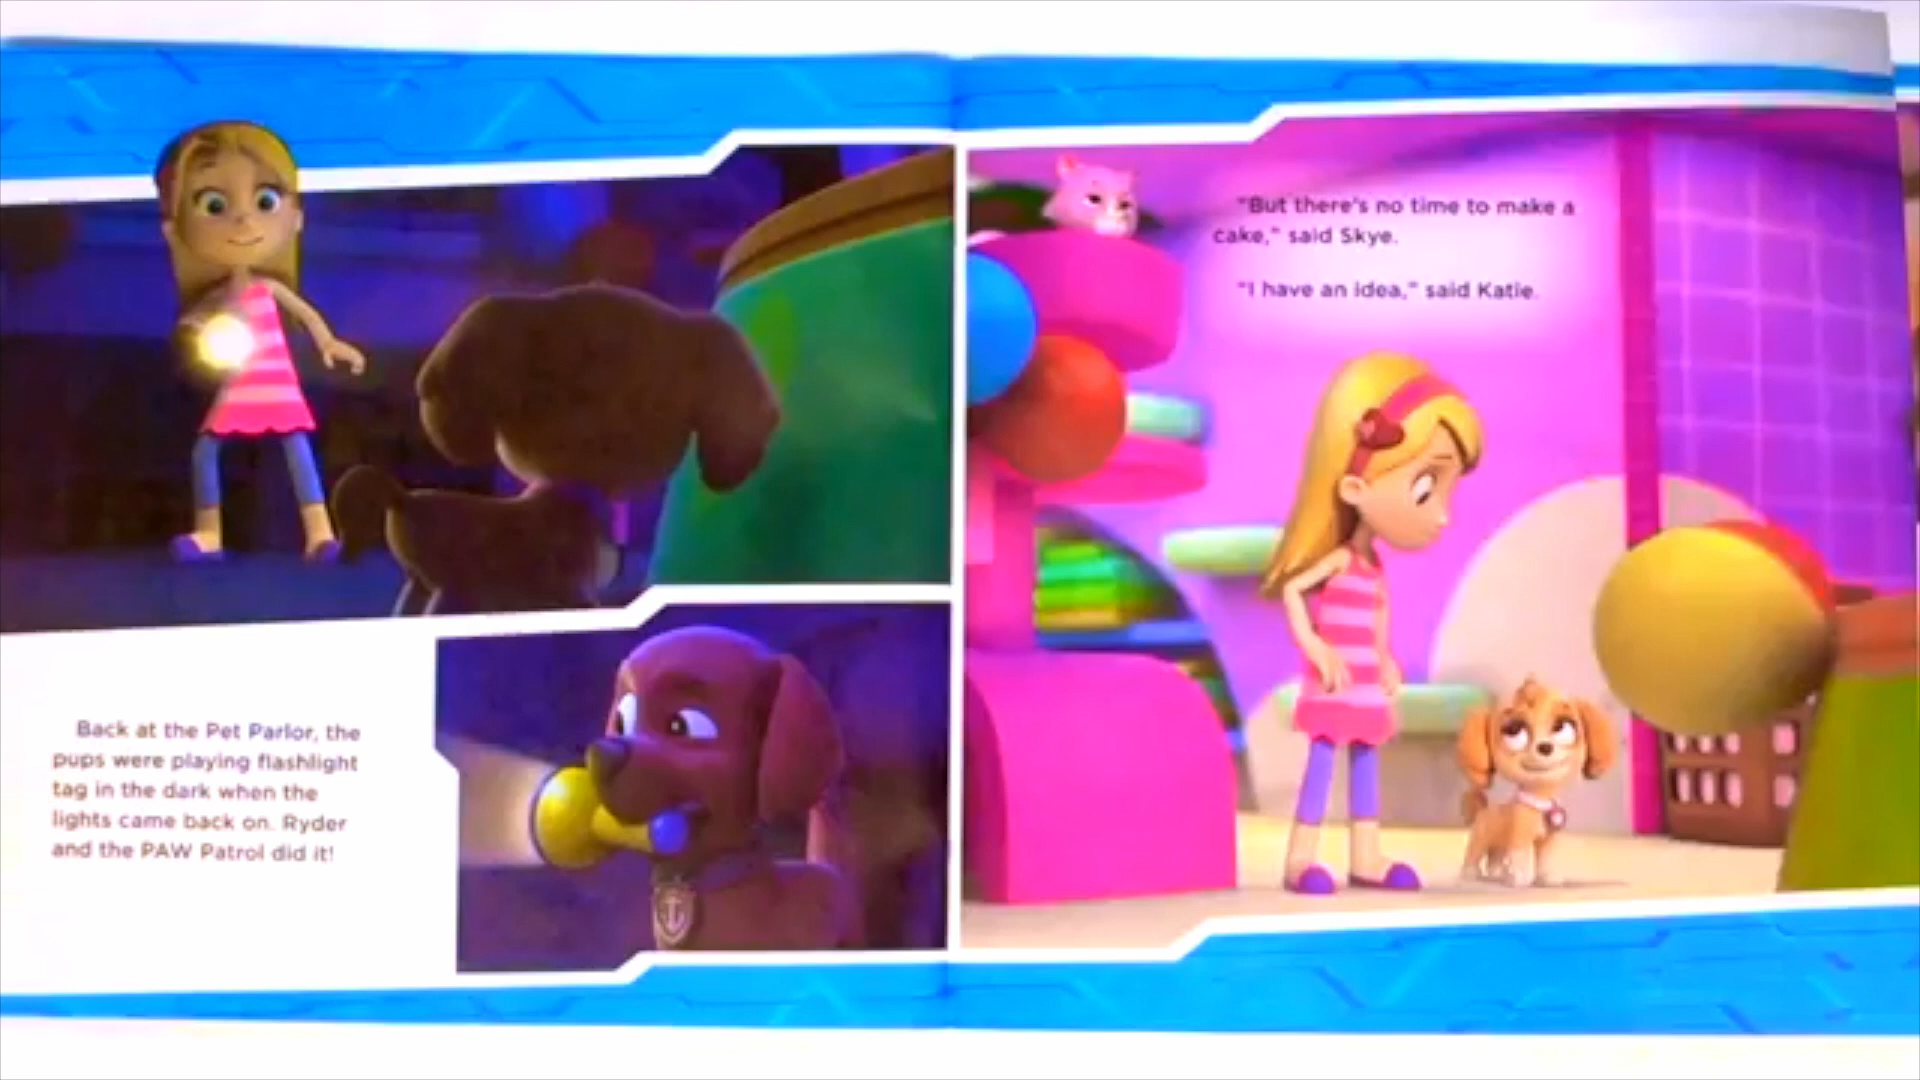 Back at the Pet Parlor, the
pups were playing flashlight
tag in the dark when the
lights came back on. Ryder
and the PAW Patrol did it!
"But there's no time to make a
cake," said Skye.
"I have an idea," said Katie.